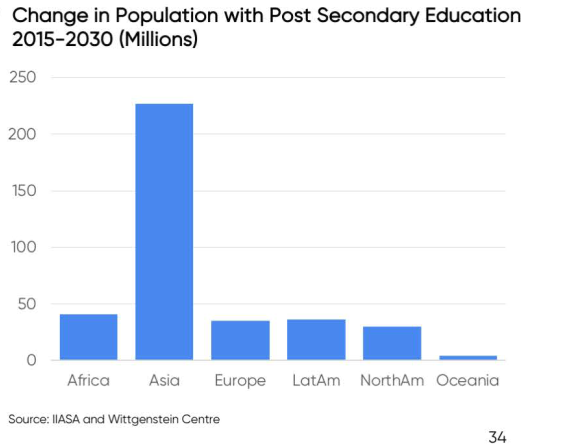 Change in Population with Post Secondary Education
2015-2030 (Millions)
250
200
150
100
50
0
Africa Asia Europe LatAm NorthAm Oceania
Source: IIASA and Wittgenstein Centre
34